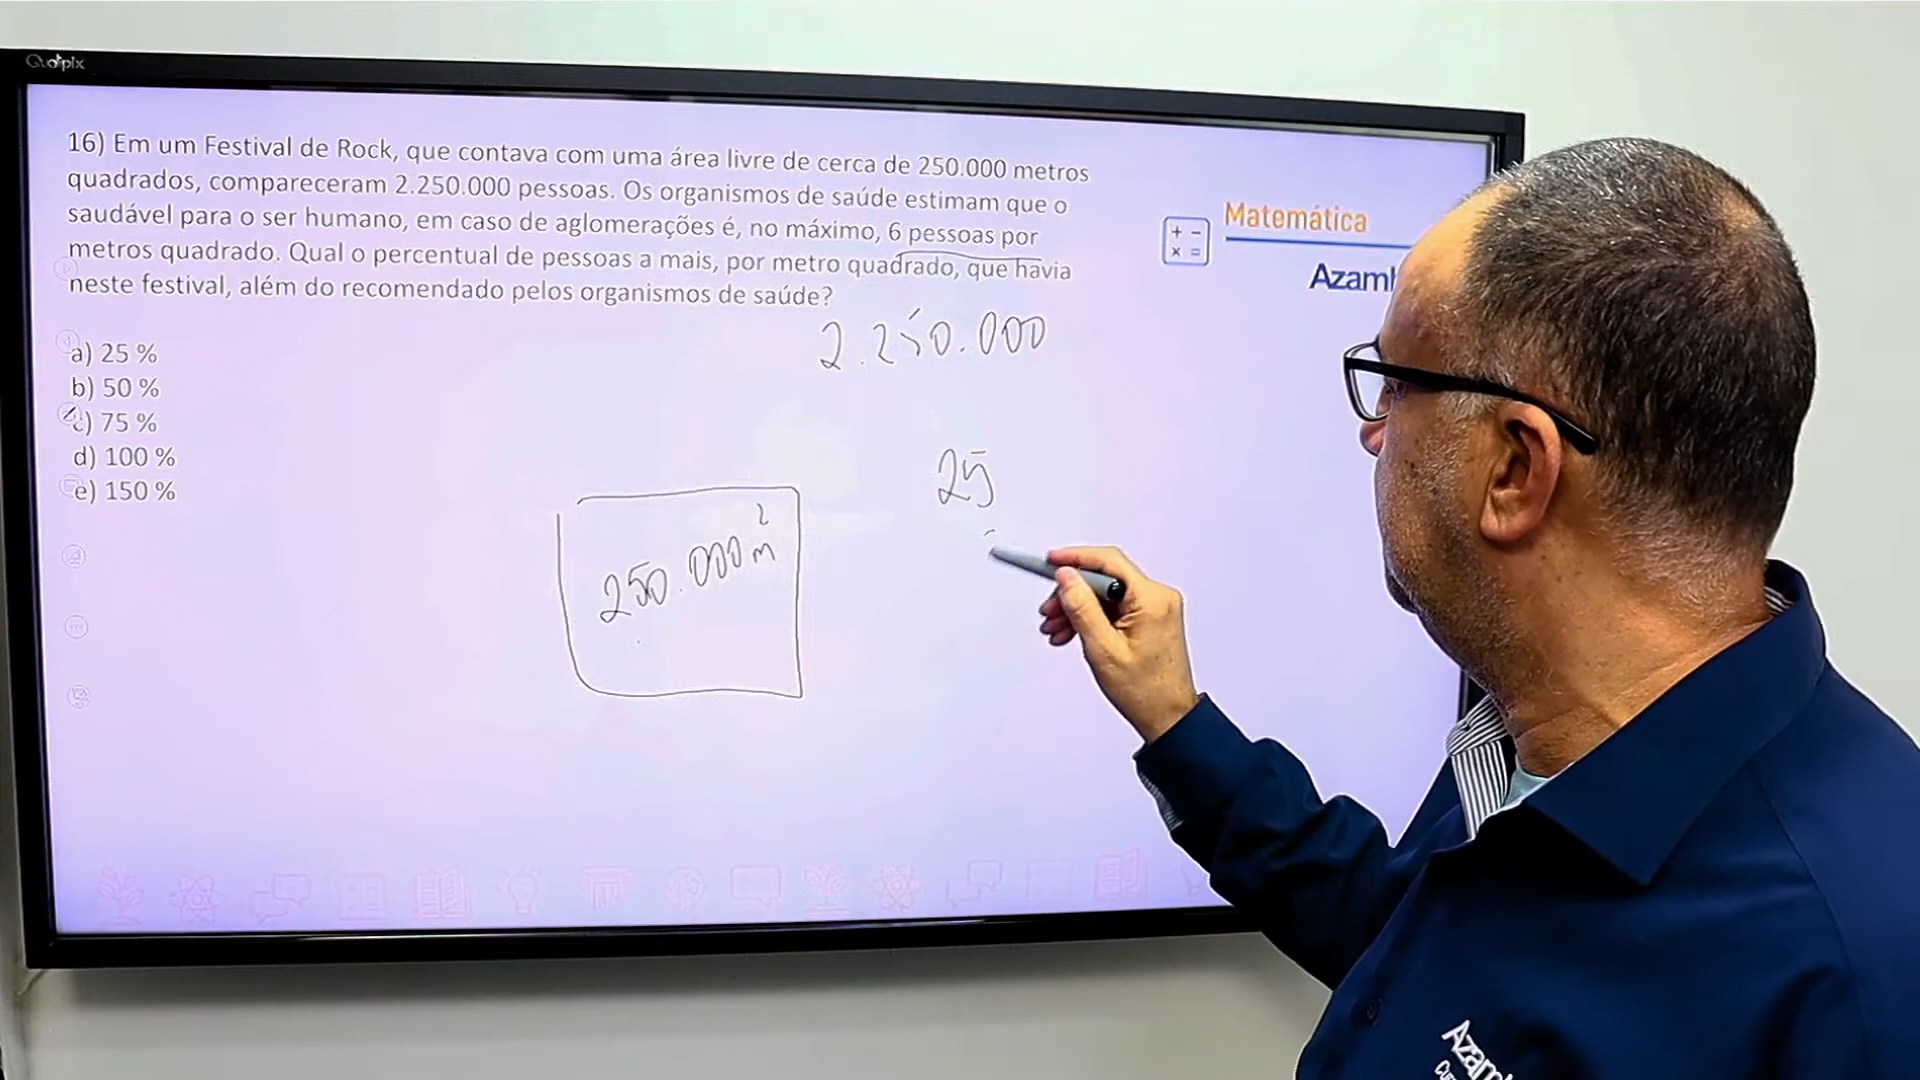 16) Em um Festival de Rock, que contava com uma área livre de cerca de 250.000 metros
quadrados, compareceram 2.250.000 pessoas. Os organismos de saúde estimam que o
saudável para o ser humano, em caso de aglomerações é, no máximo, 6 pessoas por
metros quadrado. Qual o percentual de pessoas a mais, por metro quadrado, que havia
neste festival, além do recomendado pelos organismos de saúde?
a) 25 %
b) 50 %
c) 75 %
d) 100 %
e) 150 %
Matemática
+ −
× =
2.250.000
25
250.000 m²